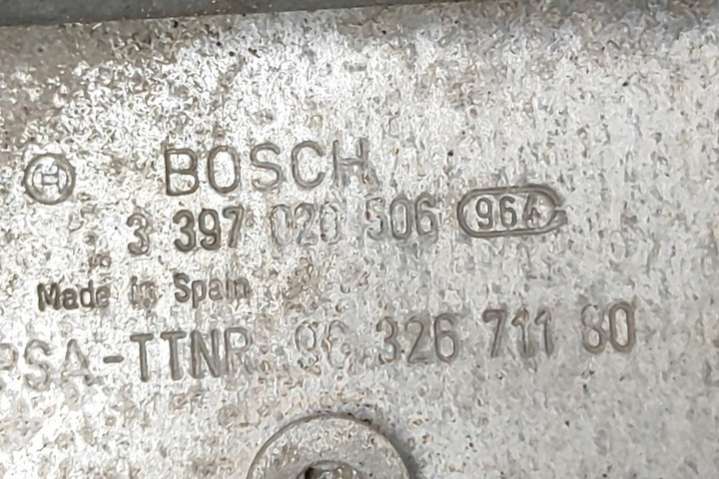 BOSCH
3 397 020 506 964
Made in Spain
PSA-TTNR 96 326 711 80